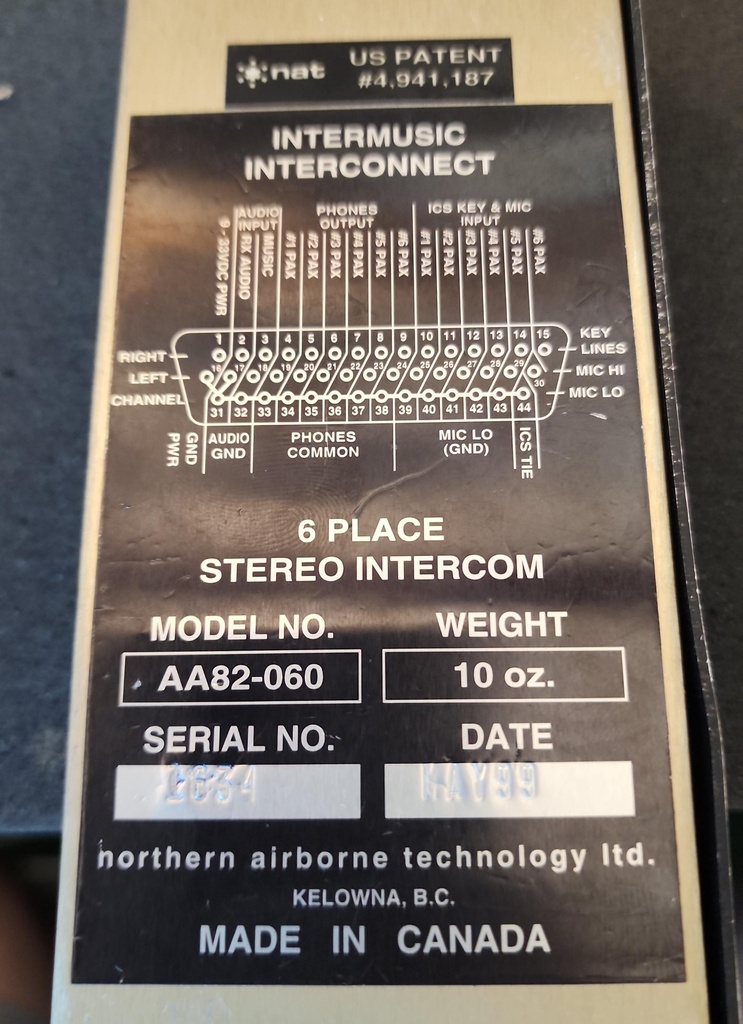 nat
US PATENT
#4,941,187
INTERMUSIC
INTERCONNECT
AUDIO INPUT
PHONES OUTPUT
ICS KEY & MIC INPUT
9 - 33VDC PWR
RX AUDIO
MUSIC
#1 PAX
#2 PAX
#3 PAX
#4 PAX
#5 PAX
#6 PAX
#1 PAX
#2 PAX
#3 PAX
#4 PAX
#5 PAX
#6 PAX
1 2 3 4 5 6 7 8 9 10 11 12 13 14 15
KEY LINES
RIGHT
16 17 18 19 20 21 22 23 24 25 26 27 28 29 30
LEFT
MIC HI
CHANNEL
MIC LO
31 32 33 34 35 36 37 38 39 40 41 42 43 44
GND PWR
AUDIO GND
PHONES COMMON
MIC LO (GND)
ICS TIE
6 PLACE
STEREO INTERCOM
MODEL NO. WEIGHT
AA82-060 10 oz.
SERIAL NO. DATE
MAY99
northern airborne technology ltd.
KELOWNA, B.C.
MADE IN CANADA